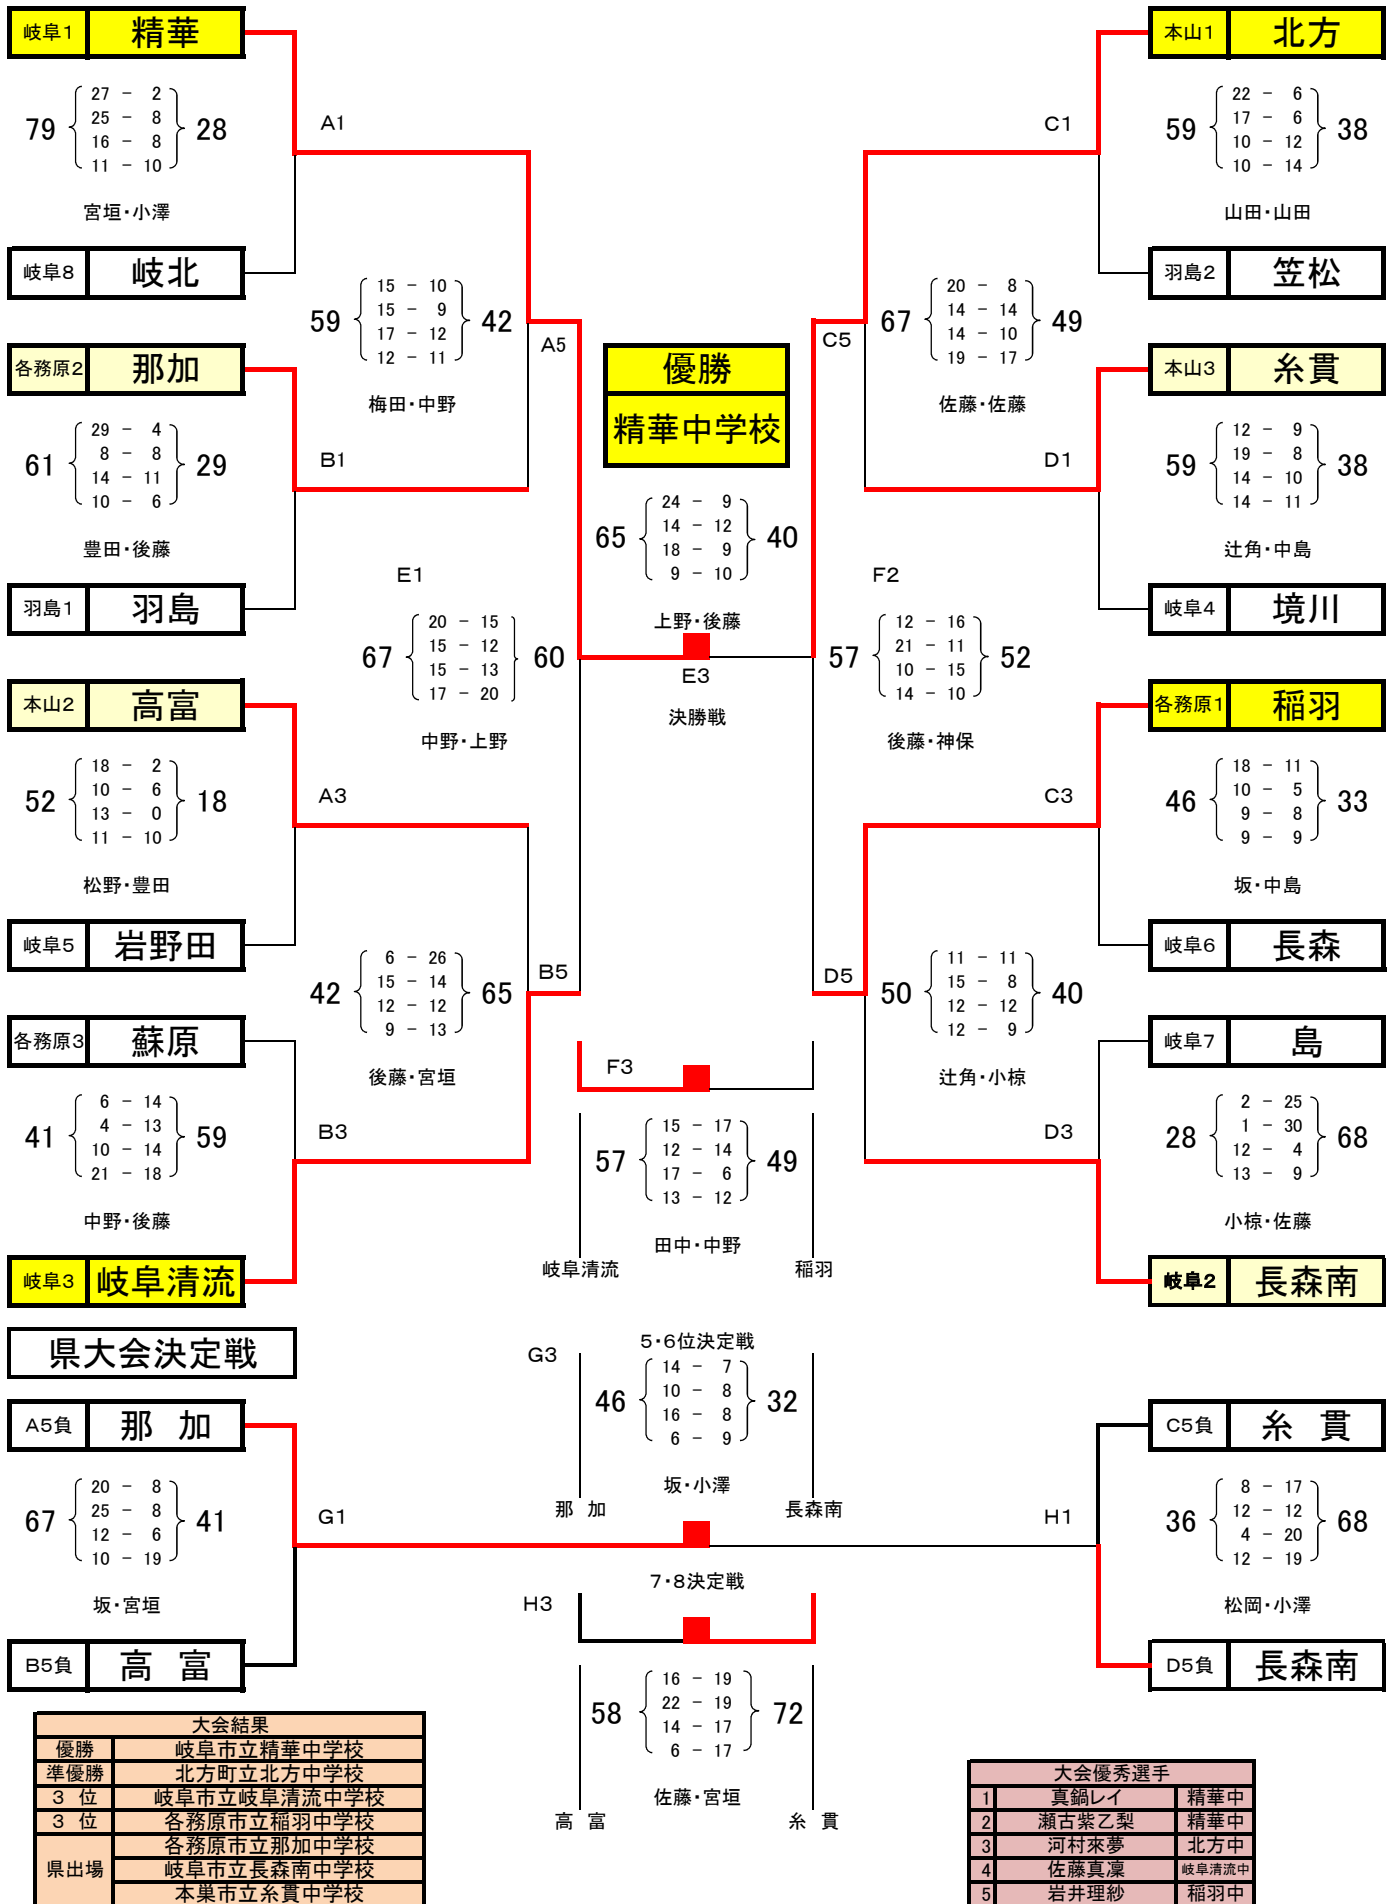 岐阜1 精華
27 - 2
25 - 8
16 - 8
11 - 10
79 28
宮垣・小澤
岐阜8 岐北
A1
各務原2 那加
29 - 4
8 - 8
14 - 11
10 - 6
61 29
豊田・後藤
羽島1 羽島
B1
15 - 10
15 - 9
17 - 12
12 - 11
59 42
梅田・中野
A5
本山2 高富
18 - 2
10 - 6
13 - 0
11 - 10
52 18
松野・豊田
岐阜5 岩野田
A3
各務原3 蘇原
6 - 14
4 - 13
10 - 14
21 - 18
41 59
中野・後藤
岐阜3 岐阜清流
B3
6 - 26
15 - 14
12 - 12
9 - 13
42 65
後藤・宮垣
B5
E1
20 - 15
15 - 12
15 - 13
17 - 20
67 60
中野・上野
優勝
精華中学校
24 - 9
14 - 12
18 - 9
9 - 10
65 40
上野・後藤
E3
決勝戦
本山1 北方
22 - 6
17 - 6
10 - 12
10 - 14
59 38
山田・山田
羽島2 笠松
C1
本山3 糸貫
12 - 9
19 - 8
14 - 10
14 - 11
59 38
辻角・中島
岐阜4 境川
D1
20 - 8
14 - 14
14 - 10
19 - 17
67 49
佐藤・佐藤
C5
F2
12 - 16
21 - 11
10 - 15
14 - 10
57 52
後藤・神保
各務原1 稲羽
18 - 11
10 - 5
9 - 8
9 - 9
46 33
坂・中島
岐阜6 長森
C3
岐阜7 島
2 - 25
1 - 30
12 - 4
13 - 9
28 68
小椋・佐藤
岐阜2 長森南
D3
11 - 11
15 - 8
12 - 12
12 - 9
50 40
辻角・小椋
D5
F3
15 - 17
12 - 14
17 - 6
13 - 12
57 49
田中・中野
岐阜清流 稲羽
県大会決定戦
A5負 那 加
20 - 8
25 - 8
12 - 6
10 - 19
67 41
坂・宮垣
B5負 高 富
G1
5・6位決定戦
G3
14 - 7
10 - 8
16 - 8
6 - 9
46 32
坂・小澤
那 加 長森南
C5負 糸 貫
8 - 17
12 - 12
4 - 20
12 - 19
36 68
松岡・小澤
D5負 長森南
H1
7・8決定戦
H3
16 - 19
22 - 19
14 - 17
6 - 17
58 72
佐藤・宮垣
高 富 糸 貫
大会結果
優勝 岐阜市立精華中学校
準優勝 北方町立北方中学校
3 位 岐阜市立岐阜清流中学校
3 位 各務原市立稲羽中学校
県出場 各務原市立那加中学校
岐阜市立長森南中学校
本巣市立糸貫中学校
大会優秀選手
1 真鍋レイ 精華中
2 瀬古紫乙梨 精華中
3 河村來夢 北方中
4 佐藤真凜 岐阜清流中
5 岩井理紗 稲羽中